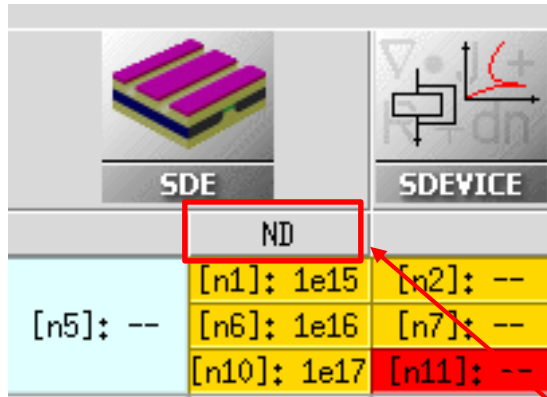 SDE SDEVICE
ND
[n1]: 1e15 [n2]: --
[n5]: -- [n6]: 1e16 [n7]: --
[n10]: 1e17 [n11]: --